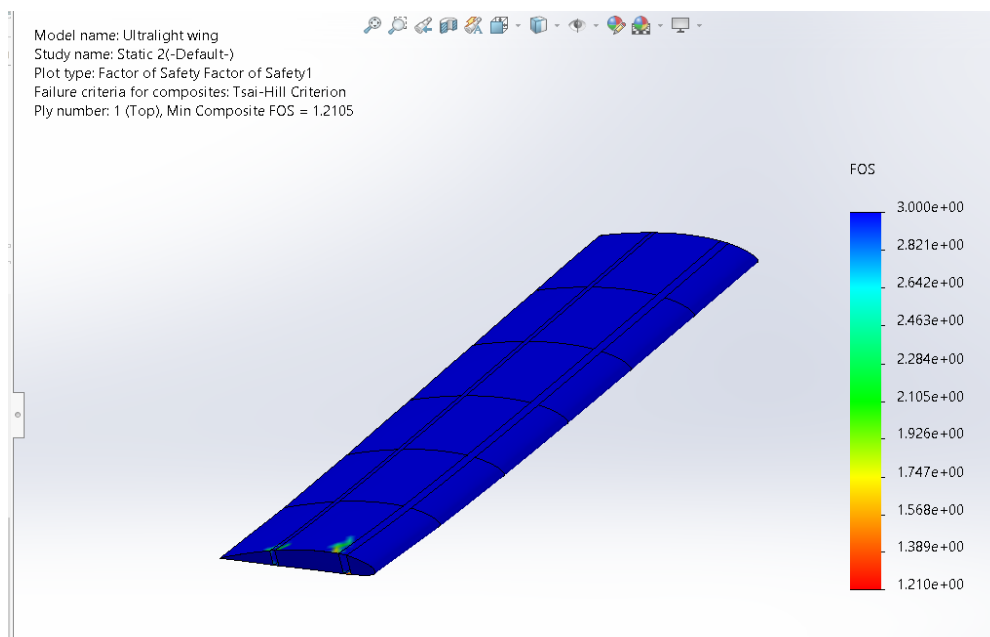 Model name: Ultralight wing
Study name: Static 2(-Default-)
Plot type: Factor of Safety Factor of Safety1
Failure criteria for composites: Tsai-Hill Criterion
Ply number: 1 (Top), Min Composite FOS = 1.2105
FOS
3.000e+00
2.821e+00
2.642e+00
2.463e+00
2.284e+00
2.105e+00
1.926e+00
1.747e+00
1.568e+00
1.389e+00
1.210e+00